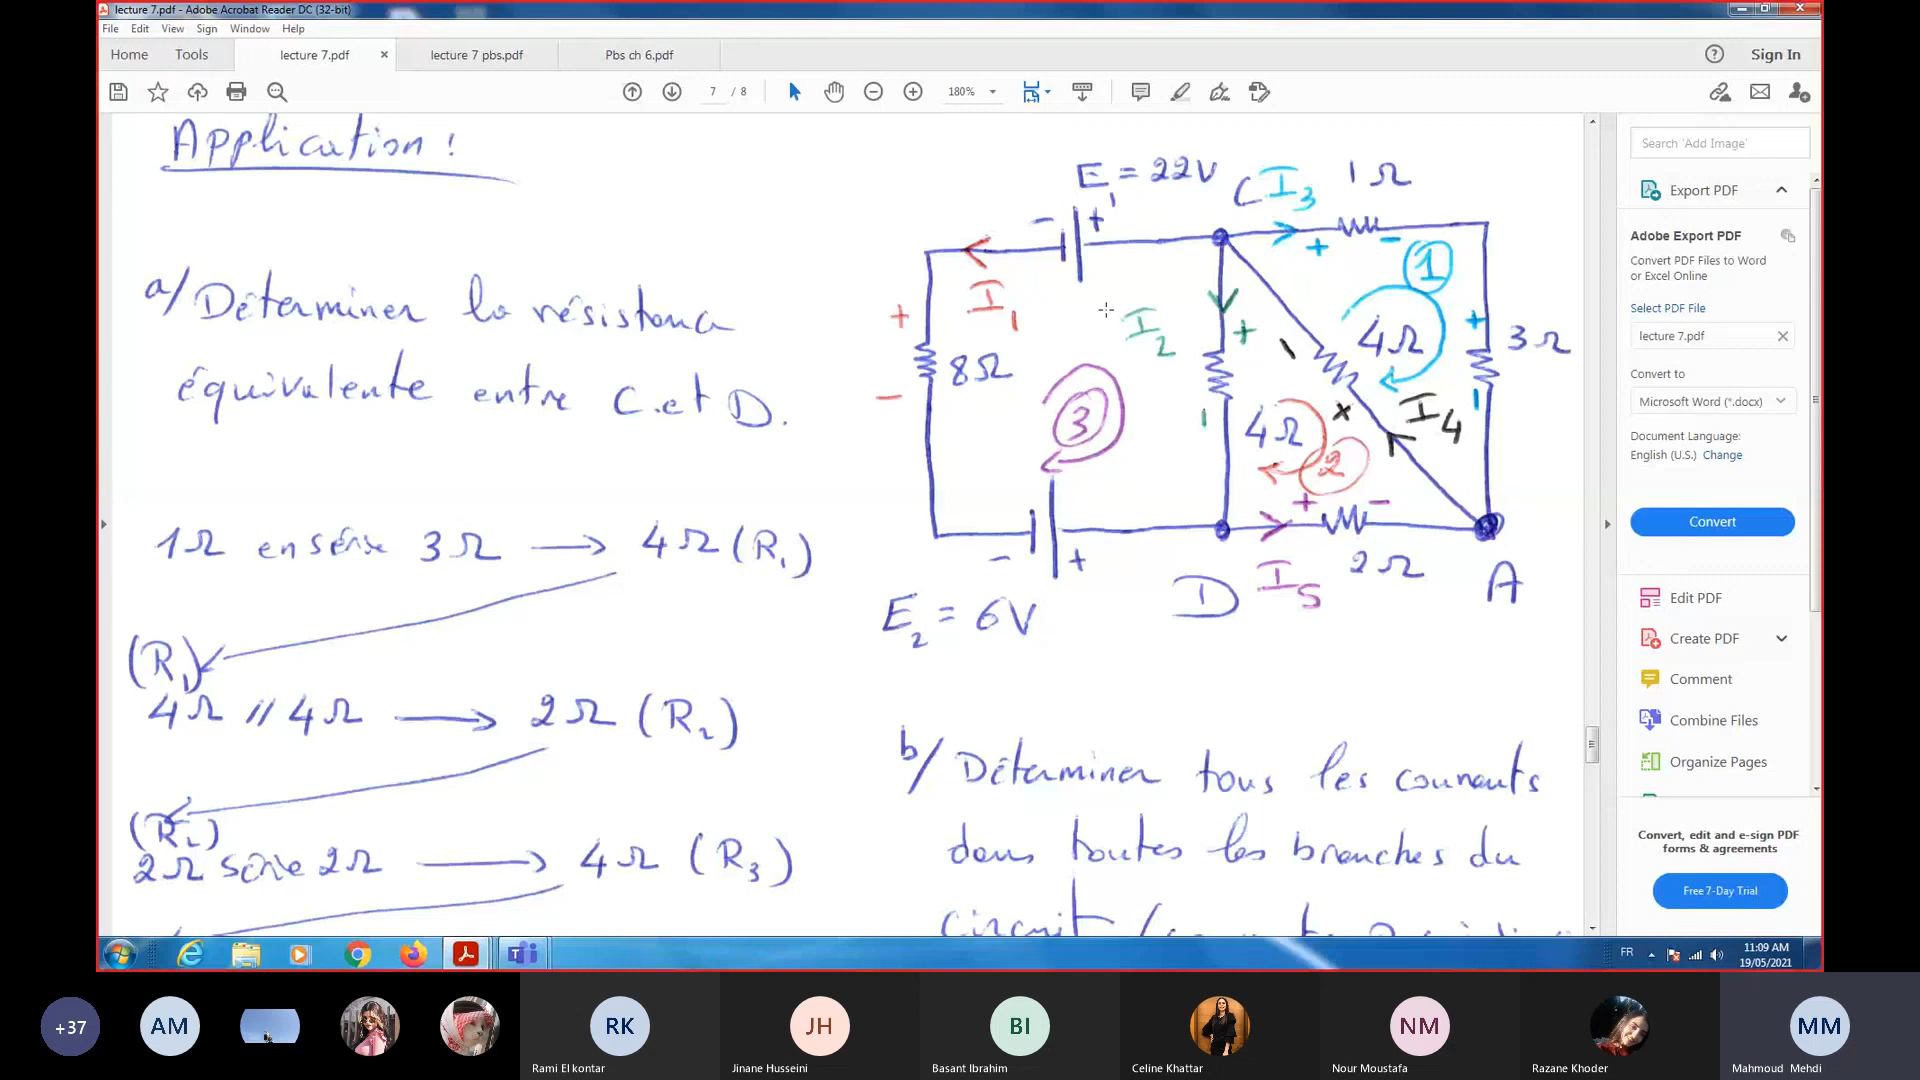 lecture 7.pdf - Adobe Acrobat Reader DC (32-bit)
File Edit View Sign Window Help
Home Tools lecture 7.pdf × lecture 7 pbs.pdf Pbs ch 6.pdf ? Sign In
7 / 8 180%
Application :
a/ Déterminer la résistance
équivalente entre C et D.
1Ω en série 3Ω → 4Ω (R1)
(R1)
4Ω // 4Ω → 2Ω (R2)
(R2)
2Ω série 2Ω → 4Ω (R3)
E1 = 22V C I3 1Ω
- + + -
I1 I2 1
+ 8Ω - + - 4Ω + 3Ω
3 4Ω + I4 -
2
+ -
- + D I5 2Ω A
E2 = 6V
b/ Déterminer tous les courants
dans toutes les branches du
circuit
Search 'Add Image'
Export PDF
Adobe Export PDF
Convert PDF Files to Word
or Excel Online
Select PDF File
lecture 7.pdf ×
Convert to
Microsoft Word (*.docx)
Document Language:
English (U.S.) Change
Convert
Edit PDF
Create PDF
Comment
Combine Files
Organize Pages
Convert, edit and e-sign PDF
forms & agreements
Free 7-Day Trial
FR 11:09 AM
19/05/2021
+37 AM RK JH BI NM MM
Rami El kontar Jinane Husseini Basant Ibrahim Celine Khattar Nour Moustafa Razane Khoder Mahmoud Mehdi